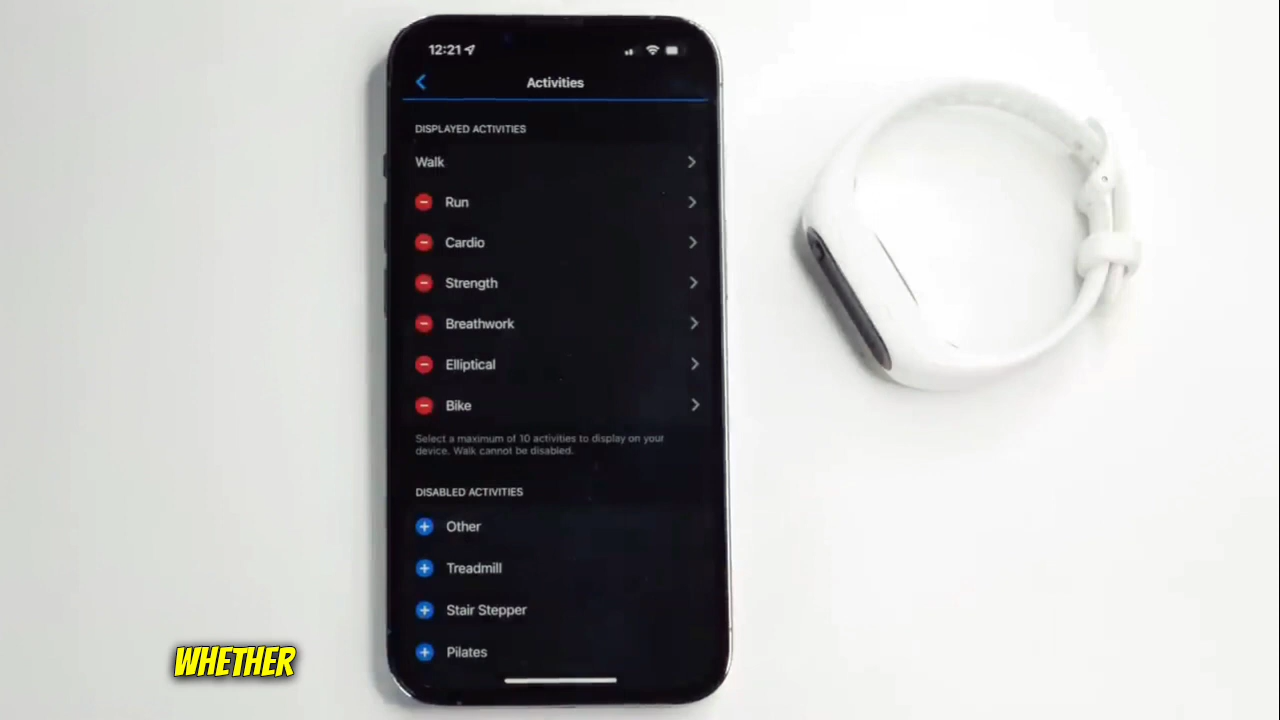 12:21
Activities
DISPLAYED ACTIVITIES
Walk
Run
Cardio
Strength
Breathwork
Elliptical
Bike
Select a maximum of 10 activities to display on your
device. Walk cannot be disabled.
DISABLED ACTIVITIES
Other
Treadmill
Stair Stepper
Pilates
WHETHER